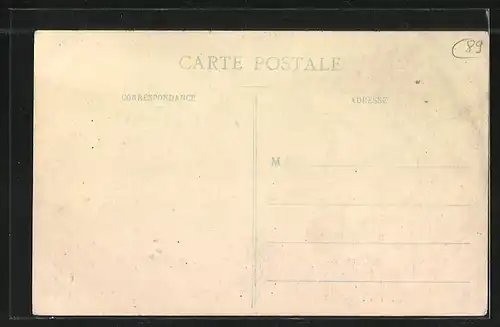 89
CARTE POSTALE
CORRESPONDANCE
ADRESSE
M